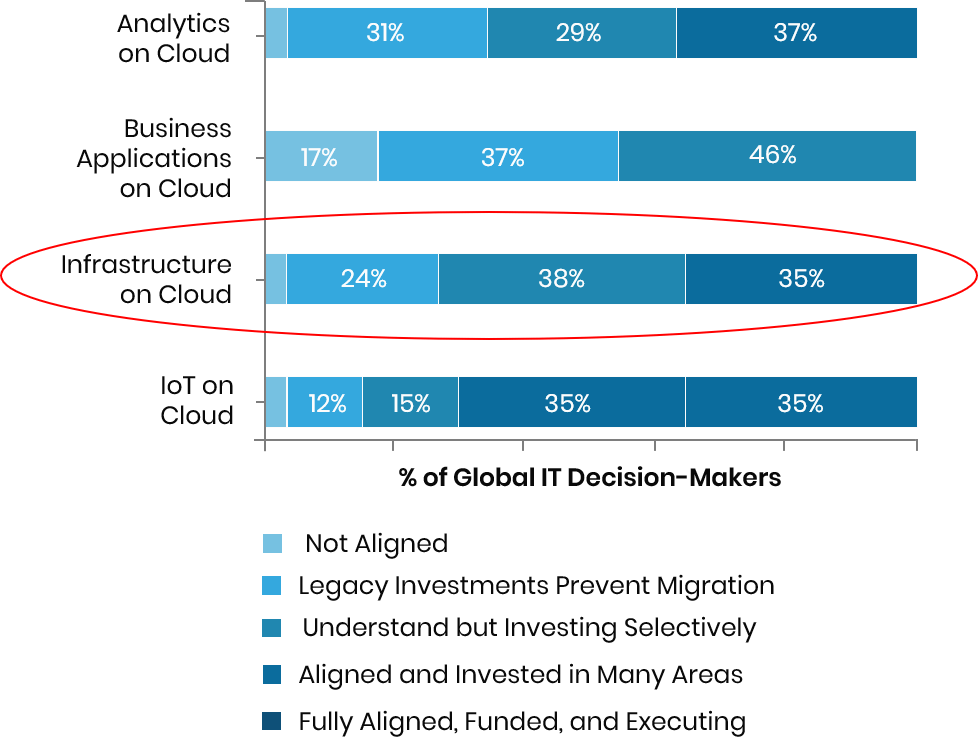 Analytics
on Cloud
31% 29% 37%
Business
Applications
on Cloud
17% 37% 46%
Infrastructure
on Cloud
24% 38% 35%
IoT on
Cloud
12% 15% 35% 35%
% of Global IT Decision-Makers
Not Aligned
Legacy Investments Prevent Migration
Understand but Investing Selectively
Aligned and Invested in Many Areas
Fully Aligned, Funded, and Executing